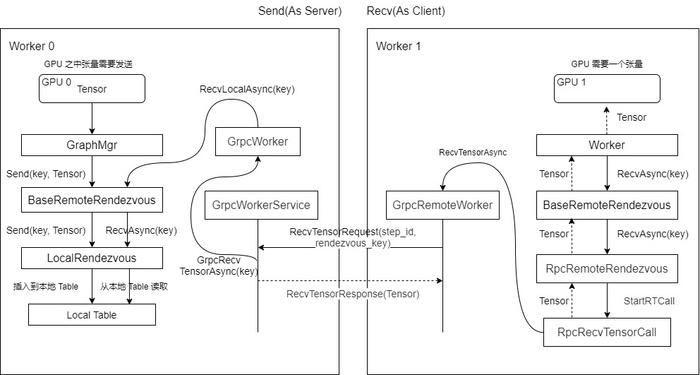 Send(As Server)
Recv(As Client)
Worker 0
GPU 之中张量需要发送
GPU 0
Tensor
GraphMgr
Send(key, Tensor)
BaseRemoteRendezvous
Send(key, Tensor)
RecvAsync(key)
LocalRendezvous
插入到本地 Table
从本地 Table 读取
Local Table
RecvLocalAsync(key)
GrpcWorker
GrpcWorkerService
GrpcRecv
TensorAsync(key)
RecvTensorRequest(step_id,
rendezvous_key)
RecvTensorResponse(Tensor)
Worker 1
GPU 需要一个张量
GPU 1
Tensor
Worker
RecvTensorAsync
Tensor
RecvAsync(key)
GrpcRemoteWorker
BaseRemoteRendezvous
Tensor
RecvAsync(key)
RpcRemoteRendezvous
Tensor
StartRTCall
RpcRecvTensorCall